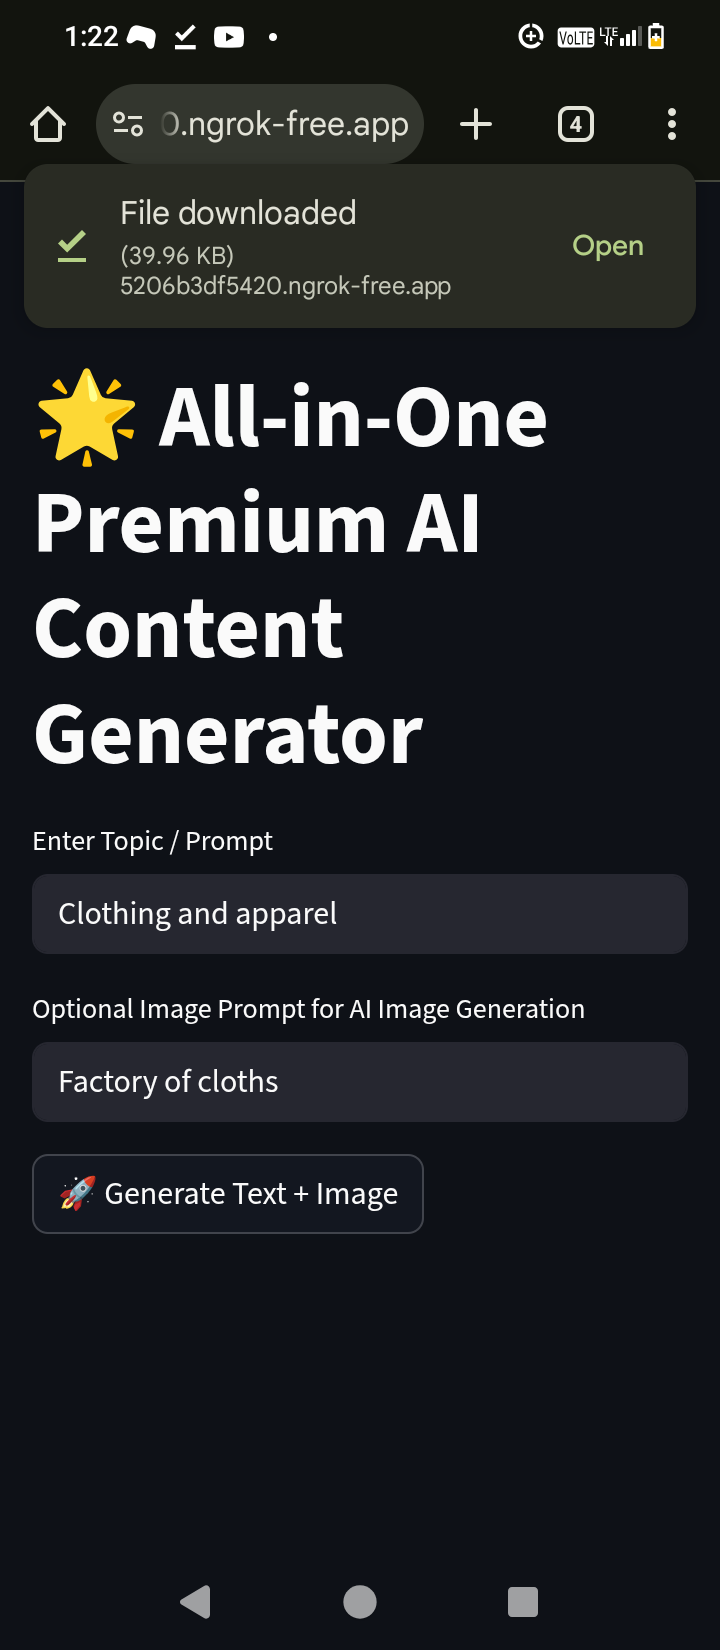 1:22
VoLTE LTE
0.ngrok-free.app
4
File downloaded
(39.96 KB)
Open
5206b3df5420.ngrok-free.app
All-in-One
Premium AI
Content
Generator
Enter Topic / Prompt
Clothing and apparel
Optional Image Prompt for AI Image Generation
Factory of cloths
Generate Text + Image